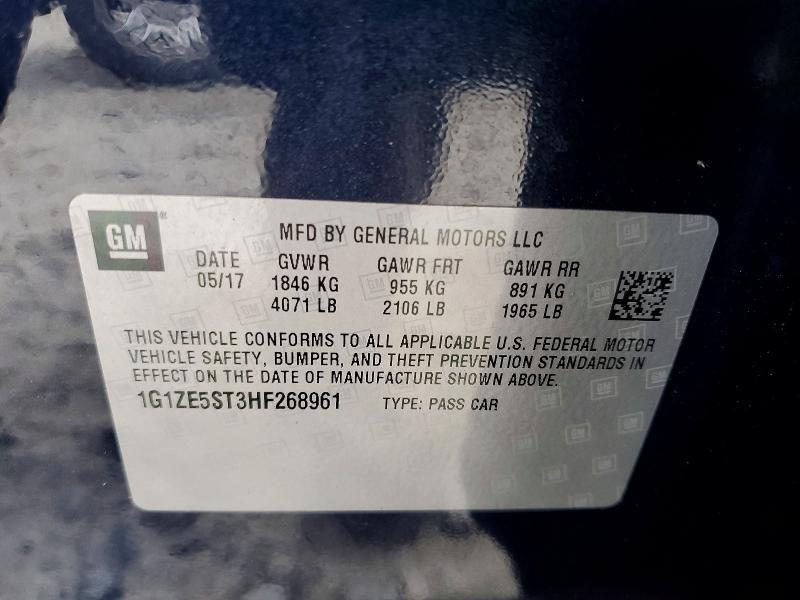 GM ®
MFD BY GENERAL MOTORS LLC
DATE GVWR GAWR FRT GAWR RR
05/17 1846 KG 955 KG 891 KG
4071 LB 2106 LB 1965 LB
THIS VEHICLE CONFORMS TO ALL APPLICABLE U.S. FEDERAL MOTOR
VEHICLE SAFETY, BUMPER, AND THEFT PREVENTION STANDARDS IN
EFFECT ON THE DATE OF MANUFACTURE SHOWN ABOVE.
1G1ZE5ST3HF268961 TYPE: PASS CAR